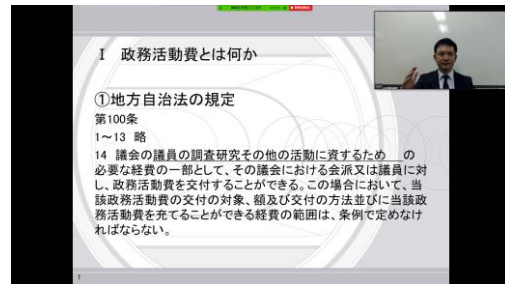 Ⅰ 政務活動費とは何か
①地方自治法の規定
第100条
1～13 略
14 議会の議員の調査研究その他の活動に資するため の
必要な経費の一部として、その議会における会派又は議員に対
し、政務活動費を交付することができる。この場合において、当
該政務活動費の交付の対象、額及び交付の方法並びに当該政
務活動費を充てることができる経費の範囲は、条例で定めなけ
ればならない。